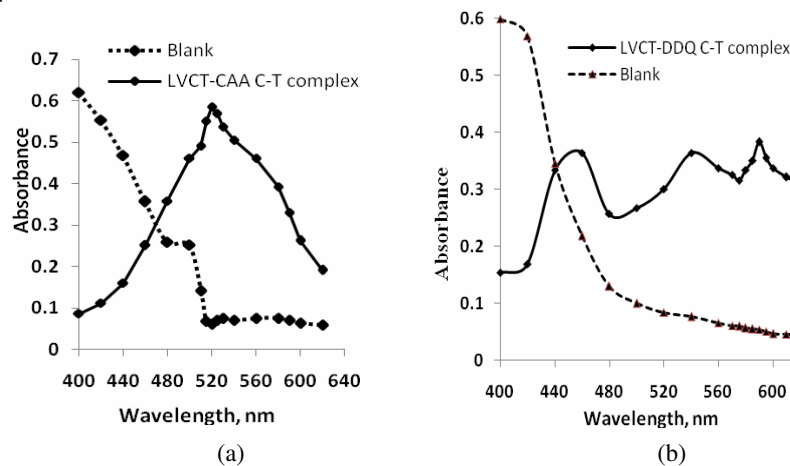 Blank
LVCT-CAA C-T complex
0.7
0.6
0.5
0.4
0.3
0.2
0.1
0
Absorbance
400 440 480 520 560 600 640
Wavelength, nm
(a)
LVCT-DDQ C-T complex
Blank
0.6
0.5
0.4
0.3
0.2
0.1
0
Absorbance
400 440 480 520 560 600
Wavelength, nm
(b)